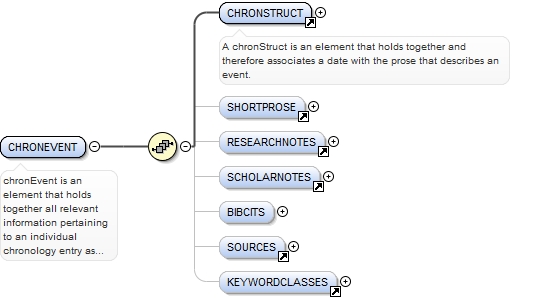 CHRONSTRUCT
A chronStruct is an element that holds together and
therefore associates a date with the prose that describes an
event.
SHORTPROSE
RESEARCHNOTES
CHRONEVENT
chronEvent is an
element that holds
together all relevant
information pertaining
to an individual
chronology entry as...
SCHOLARNOTES
BIBCITS
SOURCES
KEYWORDCLASSES